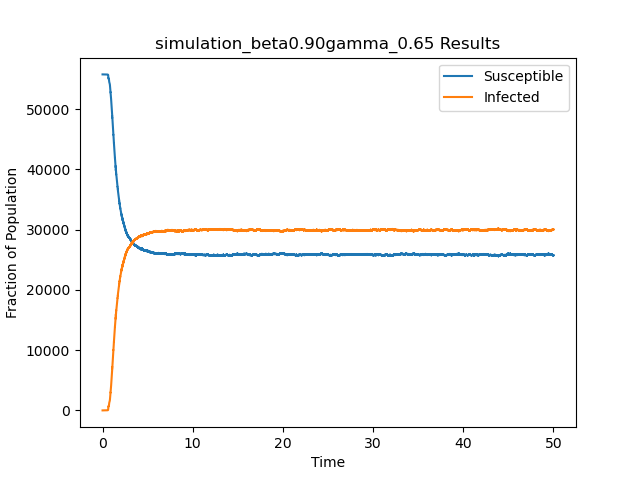 simulation_beta0.90gamma_0.65 Results
Susceptible
Infected
Fraction of Population
50000
40000
30000
20000
10000
0
0 10 20 30 40 50
Time